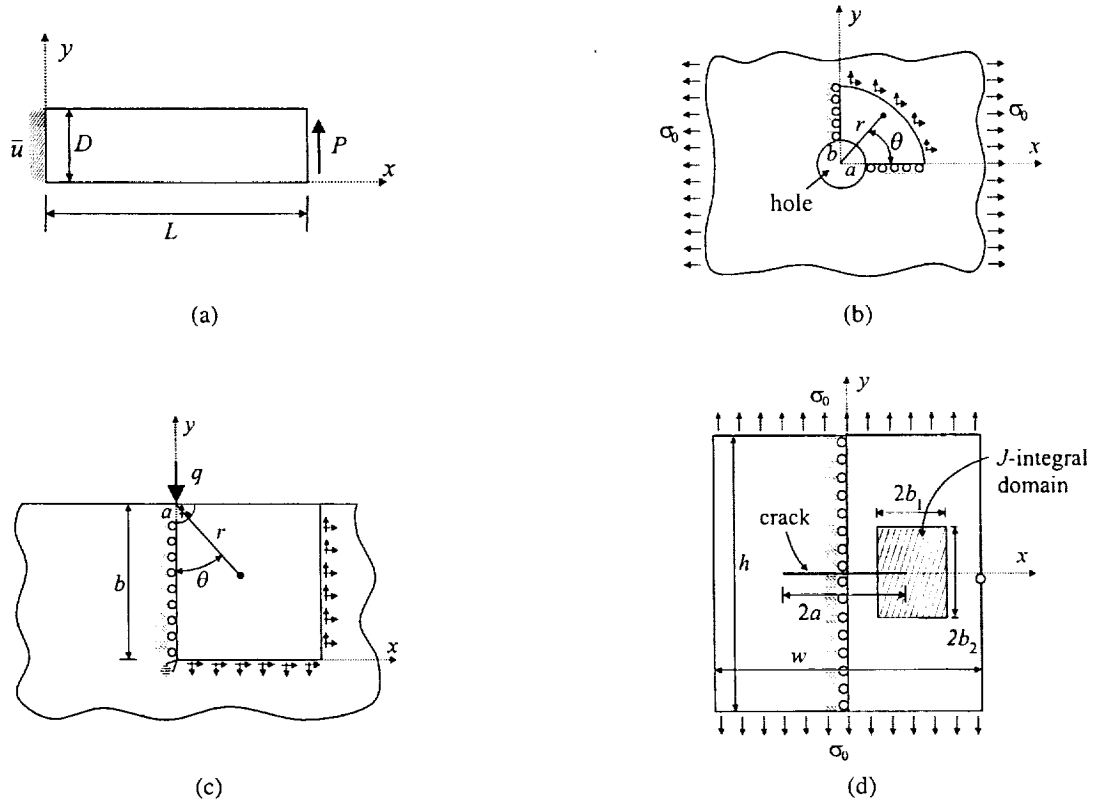 y
ū
D
P
x
L
(a)
y
σ₀
σ₀
r
θ
x
b
a
hole
(b)
y
q
a
r
b
θ
x
(c)
σ₀
y
J-integral
domain
2b₁
crack
x
h
2a
2b₂
w
σ₀
(d)